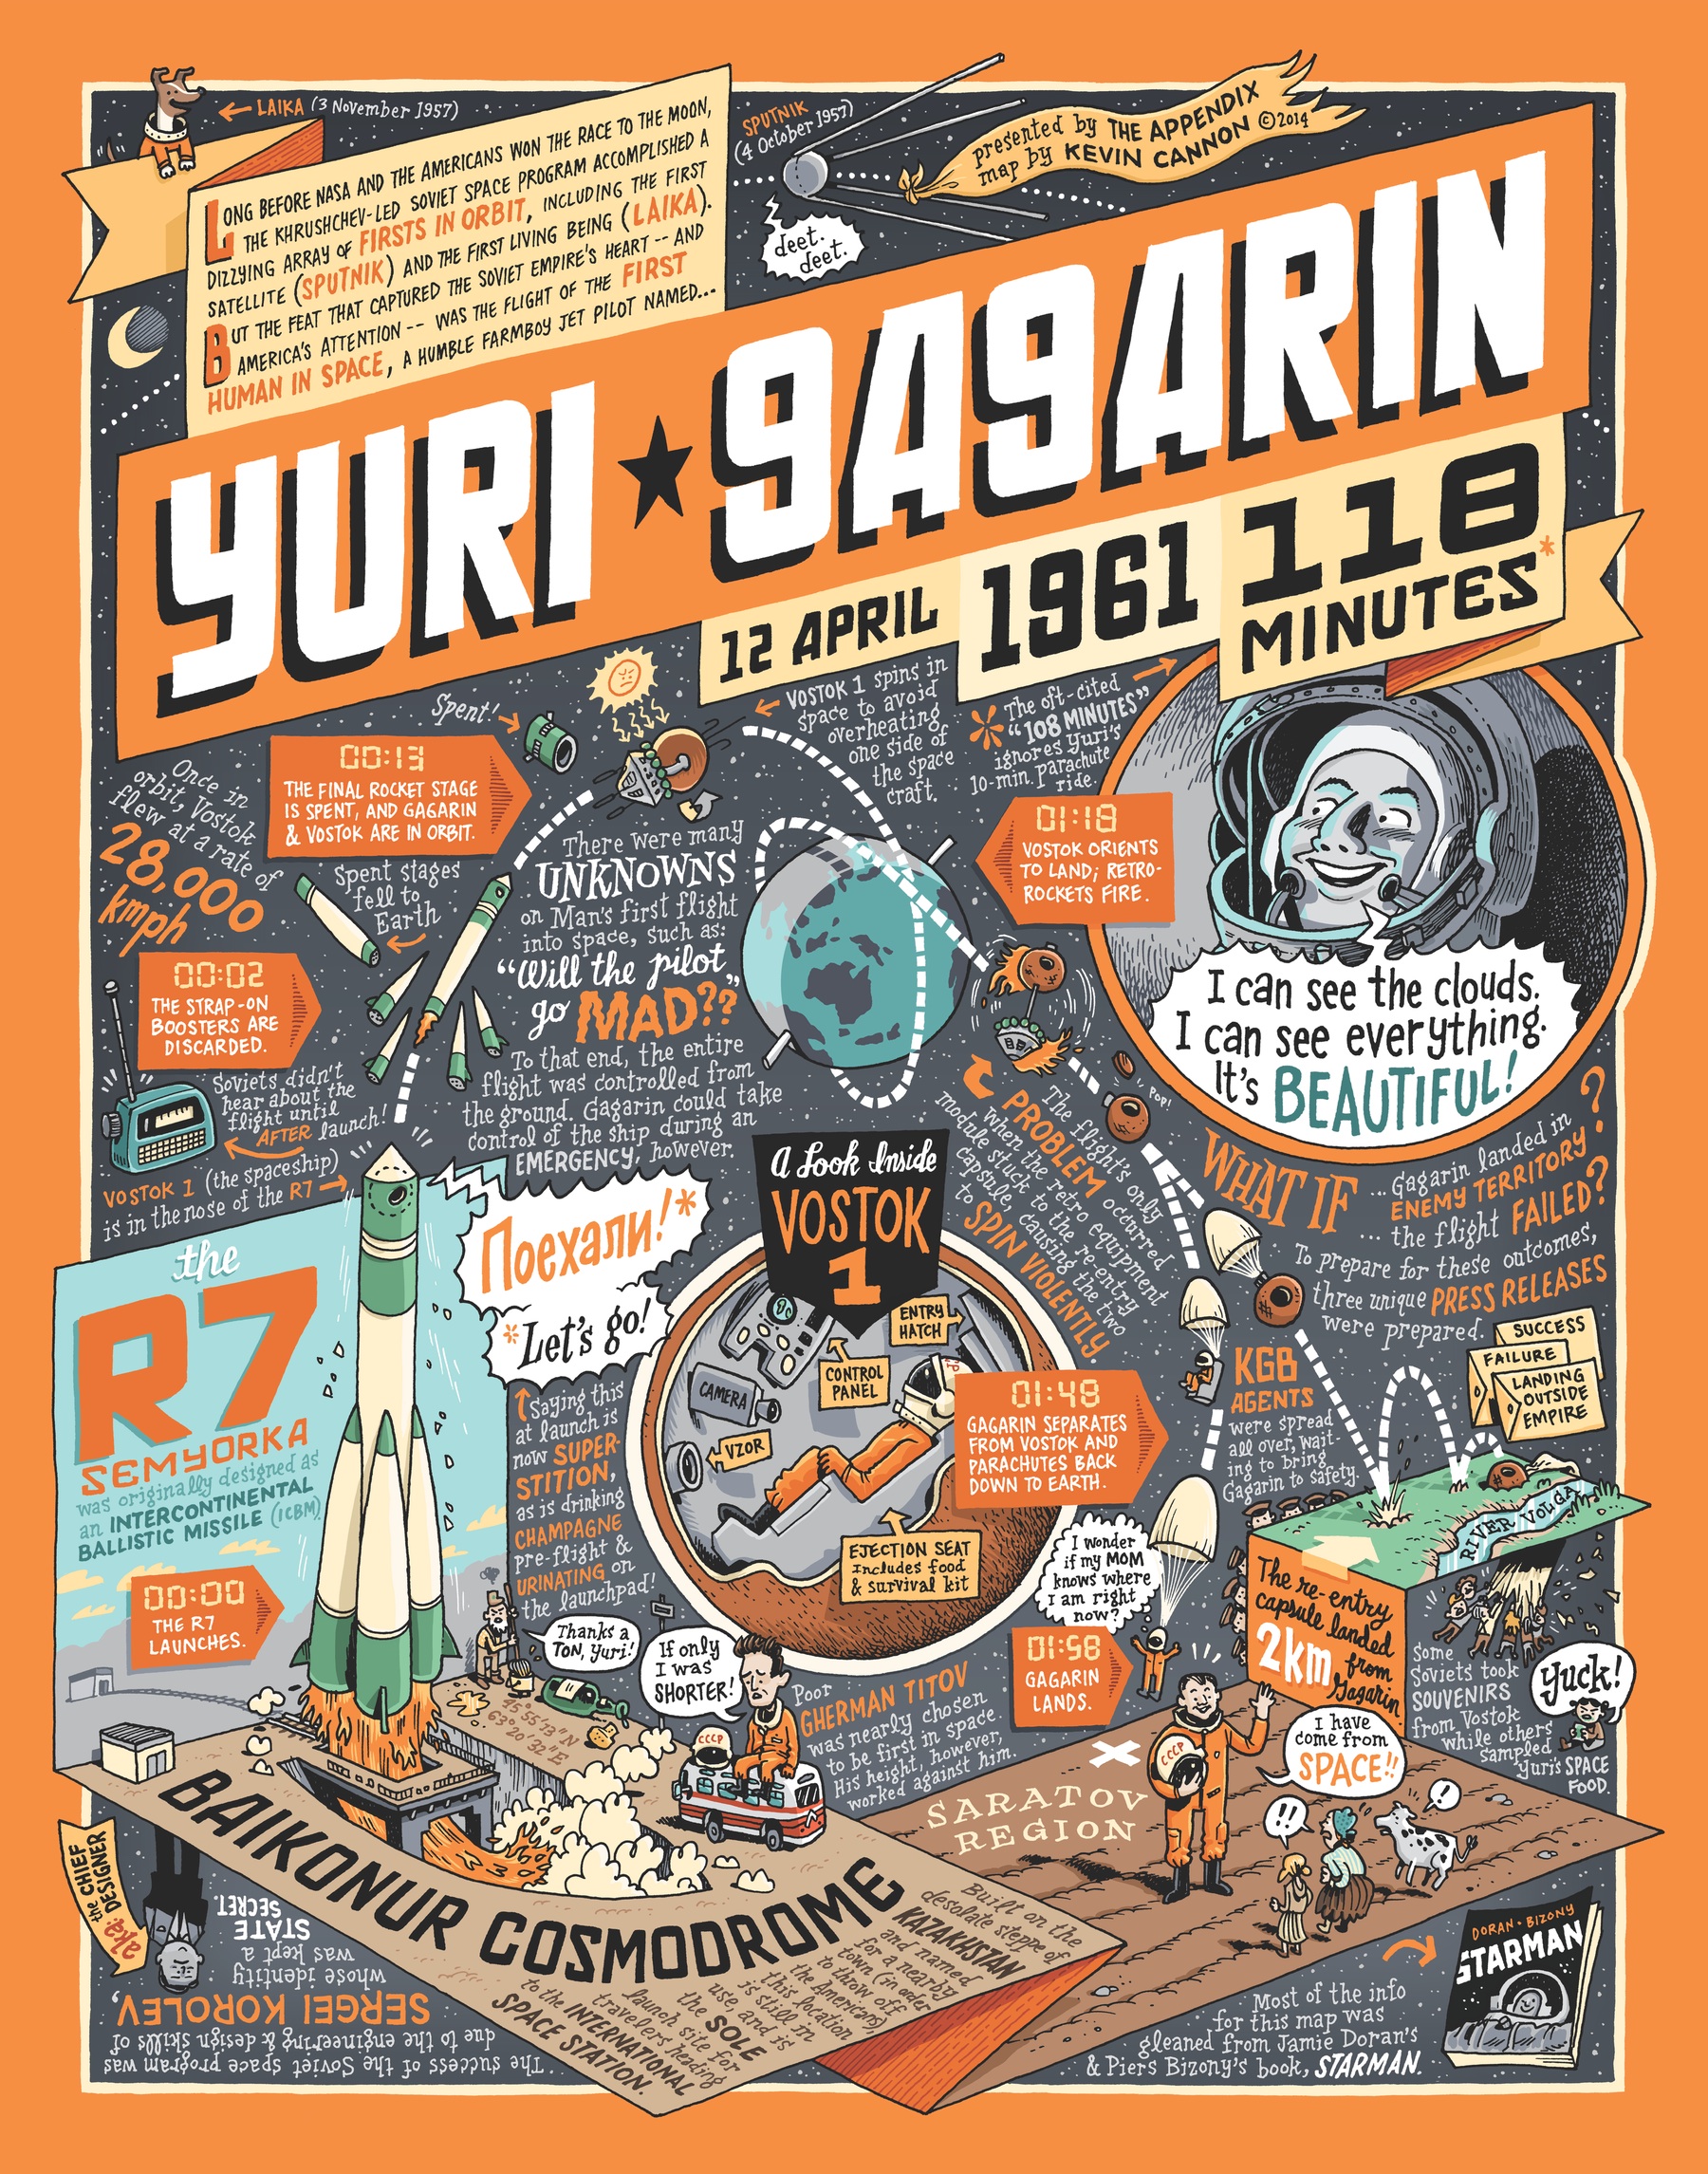 LAIKA (3 November 1957)
LONG BEFORE NASA AND THE AMERICANS WON THE RACE TO THE MOON,
THE KHRUSHCHEV-LED SOVIET SPACE PROGRAM ACCOMPLISHED A
DIZZYING ARRAY OF FIRSTS IN ORBIT, INCLUDING THE FIRST
SATELLITE (SPUTNIK) AND THE FIRST LIVING BEING (LAIKA).
BUT THE FEAT THAT CAPTURED THE SOVIET EMPIRE'S HEART -- AND
AMERICA'S ATTENTION -- WAS THE FLIGHT OF THE FIRST
HUMAN IN SPACE, A HUMBLE FARMBOY JET PILOT NAMED...
SPUTNIK
(4 October 1957)
deet.
deet.
presented by THE APPENDIX
map by KEVIN CANNON ©2014
YURI ★ GAGARIN
12 APRIL
1961
118
MINUTES*
Spent!
VOSTOK 1 spins in
space to avoid
overheating
one side of
the space
craft.
* The oft-cited
"108 MINUTES"
ignores Yuri's
10-min. parachute
ride.
00:13
THE FINAL ROCKET STAGE
IS SPENT, AND GAGARIN
& VOSTOK ARE IN ORBIT.
Once in
orbit, Vostok
flew at a rate of
28,000
kmph
Spent stages
fell to
Earth
There were many
UNKNOWNS
on Man's first flight
into space, such as:
"Will the pilot
go MAD??"
To that end, the entire
flight was controlled from
the ground. Gagarin could take
control of the ship during an
EMERGENCY, however.
01:18
VOSTOK ORIENTS
TO LAND; RETRO-
ROCKETS FIRE.
I can see the clouds.
I can see everything.
It's BEAUTIFUL!
00:02
THE STRAP-ON
BOOSTERS ARE
DISCARDED.
Soviets didn't
hear about the
flight until
AFTER launch!
VOSTOK 1 (the spaceship)
is in the nose of the R7
POP!
The flight's only
PROBLEM occurred
when the retro equipment
module stuck to the re-entry
capsule, causing the two
to SPIN VIOLENTLY
WHAT IF
...Gagarin landed in
ENEMY TERRITORY?
... the flight FAILED?
To prepare for these outcomes,
three unique PRESS RELEASES
were prepared.
SUCCESS
FAILURE
LANDING
OUTSIDE
EMPIRE
the
R7
SEMYORKA
was originally designed as
an INTERCONTINENTAL
BALLISTIC MISSILE (ICBM)
Поехали!*
*Let's go!
Saying this
at launch is
now SUPER-
STITION,
as is drinking
CHAMPAGNE
pre-flight &
URINATING on
the launchpad!
A Look Inside
VOSTOK
1
ENTRY
HATCH
CONTROL
PANEL
CAMERA
VZOR
EJECTION SEAT
Includes food
& survival kit
01:48
GAGARIN SEPARATES
FROM VOSTOK AND
PARACHUTES BACK
DOWN TO EARTH.
KGB
AGENTS
were spread
all over, wait-
ing to bring
Gagarin to safety.
RIVER VOLGA
00:00
THE R7
LAUNCHES.
Thanks a
TON, Yuri!
If only
I was
SHORTER!
CCCP
45°55'13"N
63°20'32"E
Poor
GHERMAN TITOV
was nearly chosen
to be first in space.
His height, however,
worked against him.
I wonder
if my MOM
knows where
I am right
now?
01:58
GAGARIN
LANDS.
The re-entry
capsule landed
2km from
Gagarin
Some
Soviets took
SOUVENIRS
from Vostok
while others
sampled
Yuri's SPACE
FOOD.
Yuck!
CCCP
I have
come from
SPACE!!
!!
!
SARATOV
REGION
BAIKONUR COSMODROME
Built on the
desolate steppe of
KAZAKHSTAN
and named
for a nearby
town (in order
to throw off
the Americans),
this location
is still in
use, and is
the SOLE
launch site for
travelers heading
to the INTERNATIONAL
SPACE STATION.
aka: the CHIEF
DESIGNER
The success of the Soviet space program was
due to the engineering & design skills of
SERGEI KOROLEV,
whose identity
was kept a
STATE
SECRET.
Most of the info
for this map was
gleaned from Jamie Doran's
& Piers Bizony's book, STARMAN.
DORAN • BIZONY
STARMAN